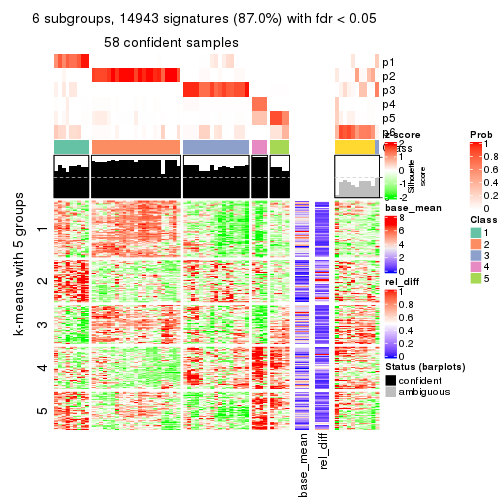 6 subgroups, 14943 signatures (87.0%) with fdr < 0.05
58 confident samples
p1
p2
p3
p4
p5
p6
Class
Silhouette
score
k-means with 5 groups
1
2
3
4
5
base_mean
rel_diff
z-score
2
0
-2
base_mean
8
6
4
2
0
rel_diff
1
0.8
0.6
0.4
0.2
0
Status (barplots)
confident
ambiguous
Prob
1
0.8
0.6
0.4
0.2
0
Class
1
2
3
4
5